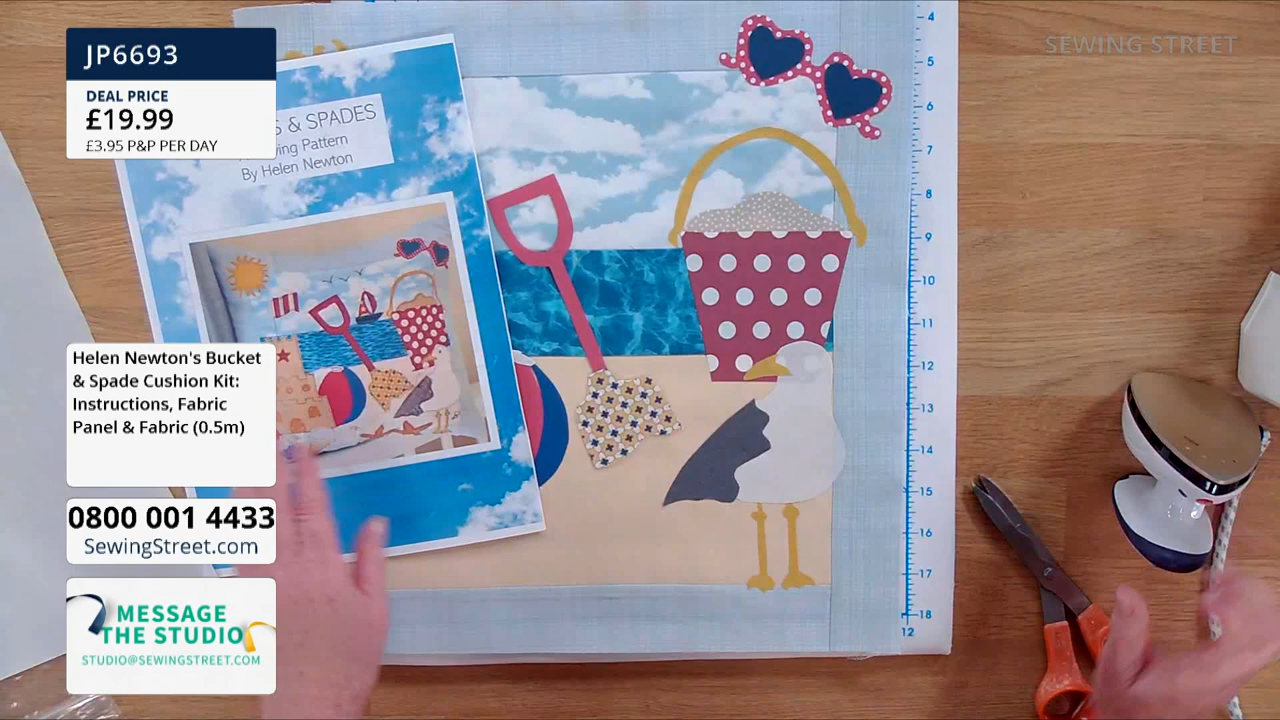 JP6693
DEAL PRICE
£19.99
£3.95 P&P PER DAY
SEWING STREET
& SPADES
Pattern
By Helen Newton
Helen Newton's Bucket
& Spade Cushion Kit:
Instructions, Fabric
Panel & Fabric (0.5m)
0800 001 4433
SewingStreet.com
MESSAGE
THE STUDIO
STUDIO@SEWINGSTREET.COM
4
5
6
7
8
9
10
11
12
13
14
15
16
17
18
12